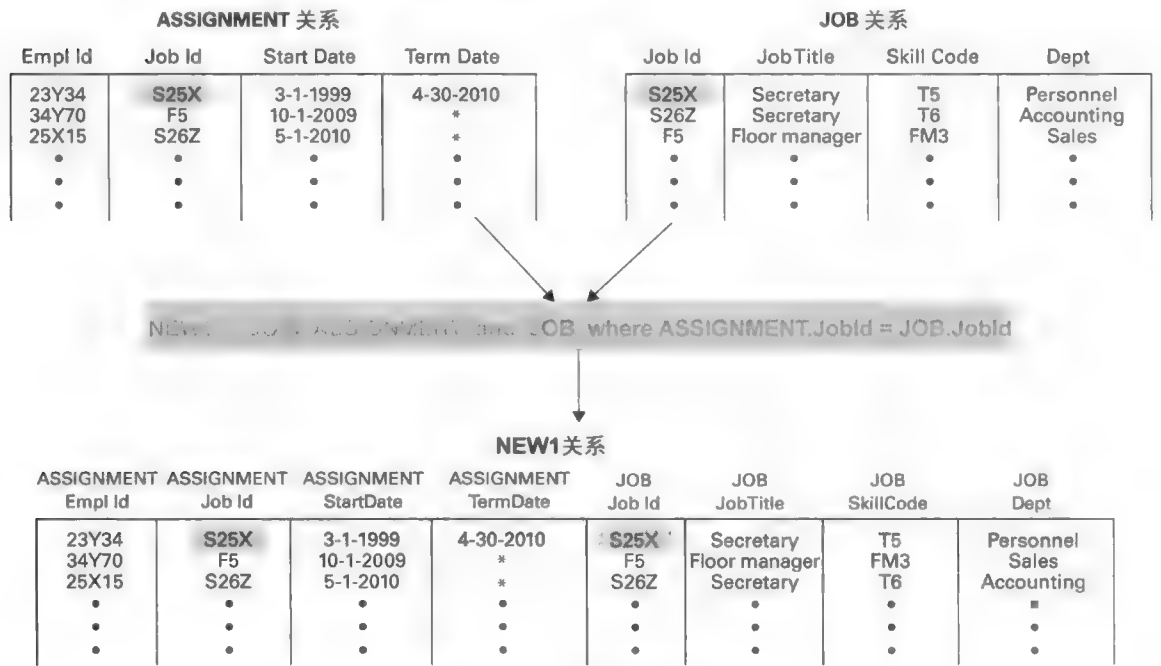 ASSIGNMENT 关系
Empl Id Job Id Start Date Term Date
23Y34 S25X 3-1-1999 4-30-2010
34Y70 F5 10-1-2009 *
25X15 S26Z 5-1-2010 *
JOB 关系
Job Id JobTitle Skill Code Dept
S25X Secretary T5 Personnel
S26Z Secretary T6 Accounting
F5 Floor manager FM3 Sales
JOB where ASSIGNMENT.JobId = JOB.JobId
NEW1关系
ASSIGNMENT ASSIGNMENT ASSIGNMENT ASSIGNMENT JOB JOB JOB JOB
Empl Id Job Id StartDate TermDate Job Id JobTitle SkillCode Dept
23Y34 S25X 3-1-1999 4-30-2010 S25X Secretary T5 Personnel
34Y70 F5 10-1-2009 * F5 Floor manager FM3 Sales
25X15 S26Z 5-1-2010 * S26Z Secretary T6 Accounting